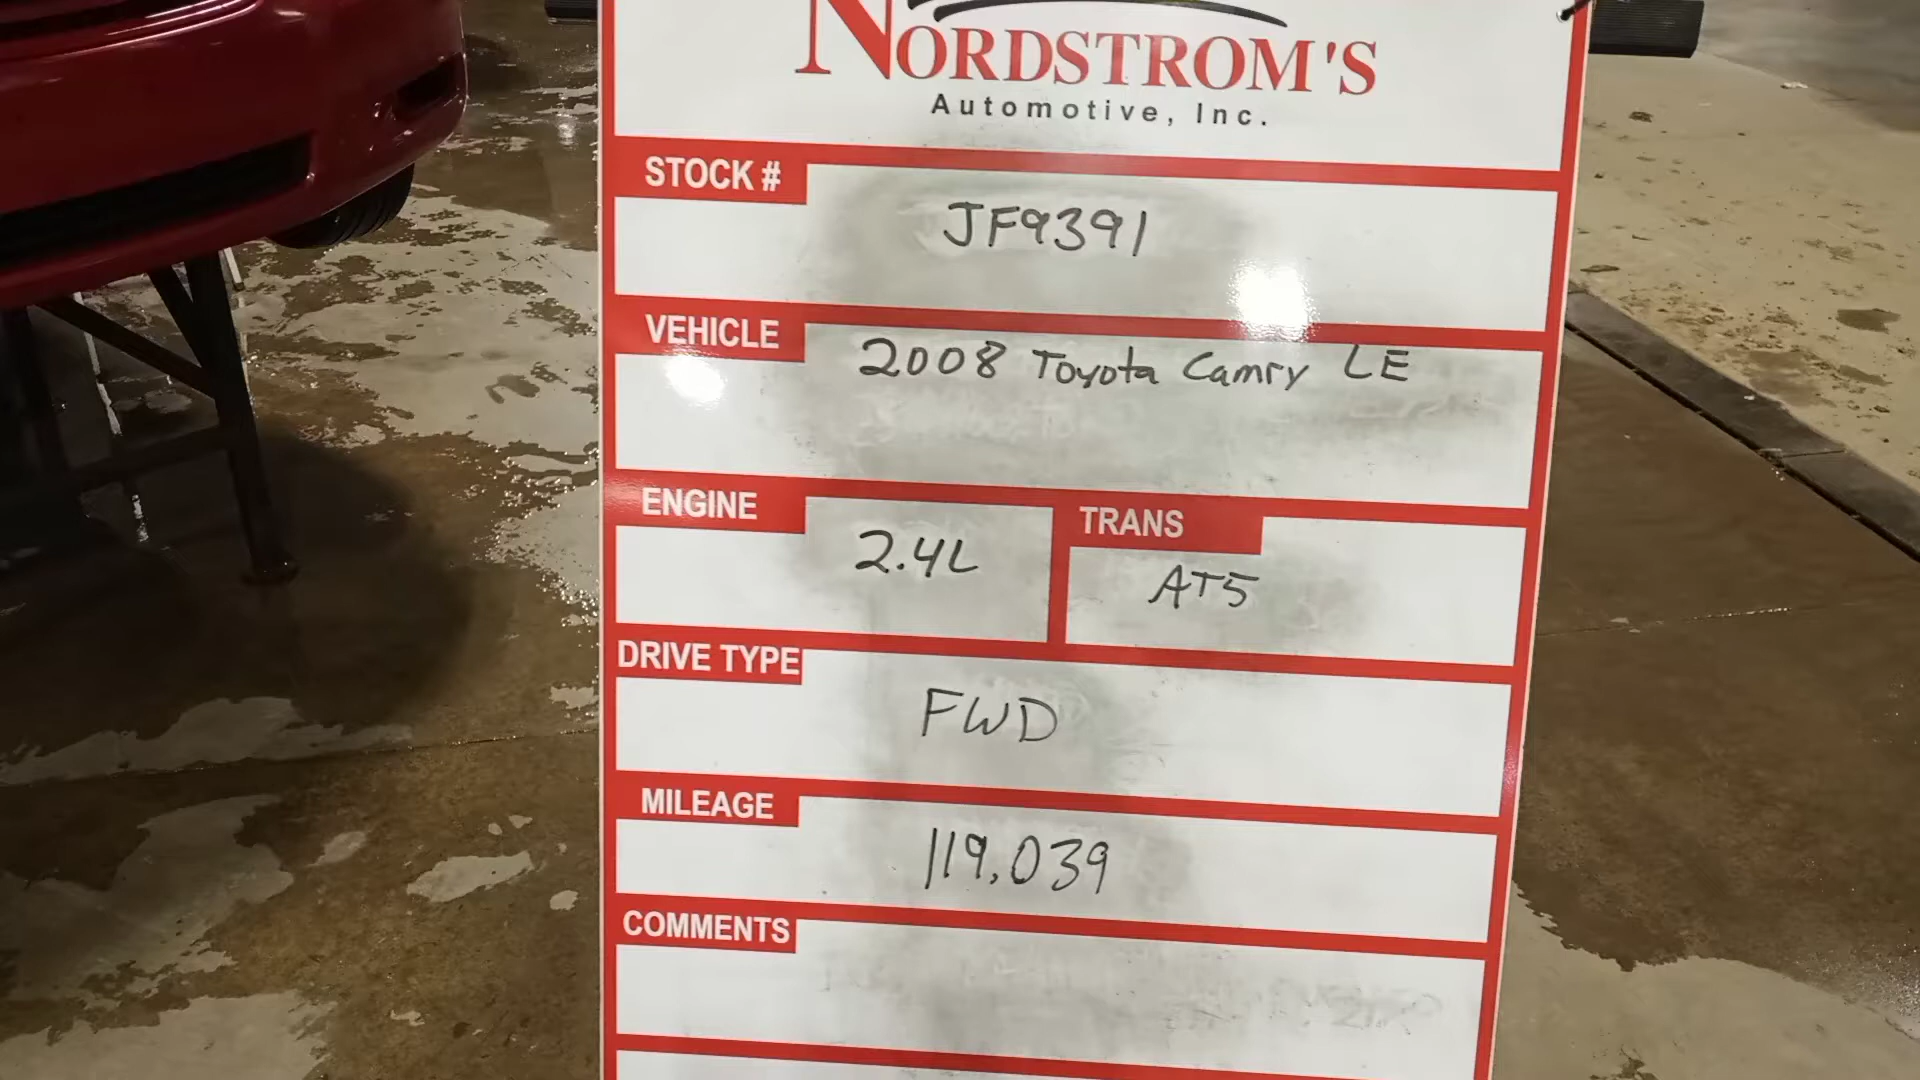 NORDSTROM'S
Automotive, Inc.
STOCK #
JF9391
VEHICLE
2008 Toyota Camry LE
ENGINE
2.4L
TRANS
AT5
DRIVE TYPE
FWD
MILEAGE
119,039
COMMENTS